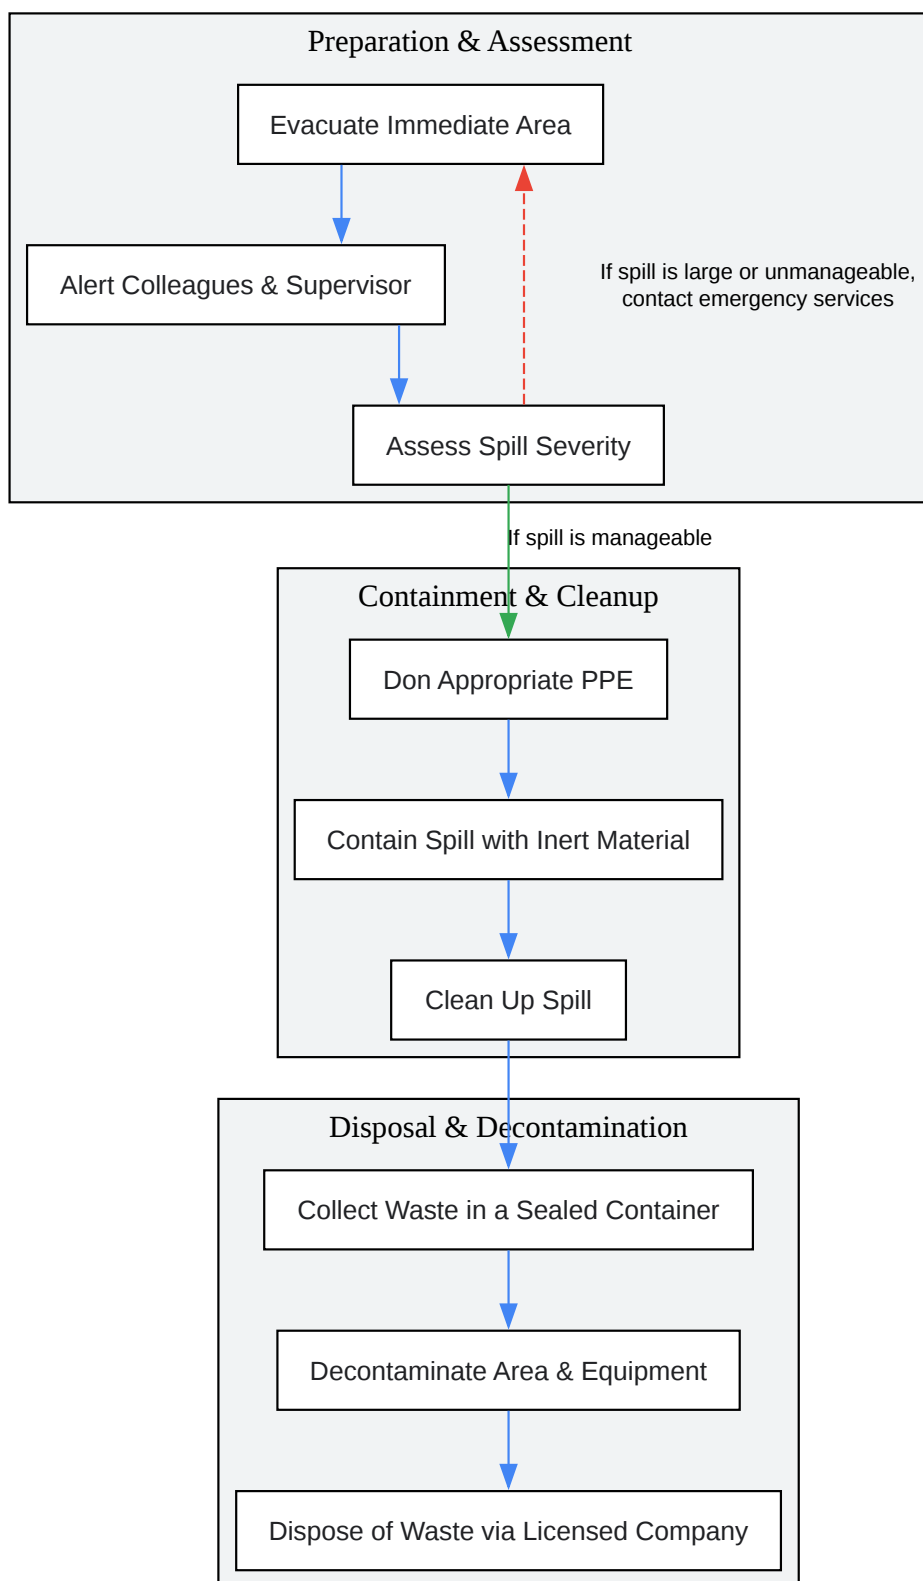 Preparation & Assessment
Evacuate Immediate Area
Alert Colleagues & Supervisor
If spill is large or unmanageable,
contact emergency services
Assess Spill Severity
If spill is manageable
Containment & Cleanup
Don Appropriate PPE
Contain Spill with Inert Material
Clean Up Spill
Disposal & Decontamination
Collect Waste in a Sealed Container
Decontaminate Area & Equipment
Dispose of Waste via Licensed Company